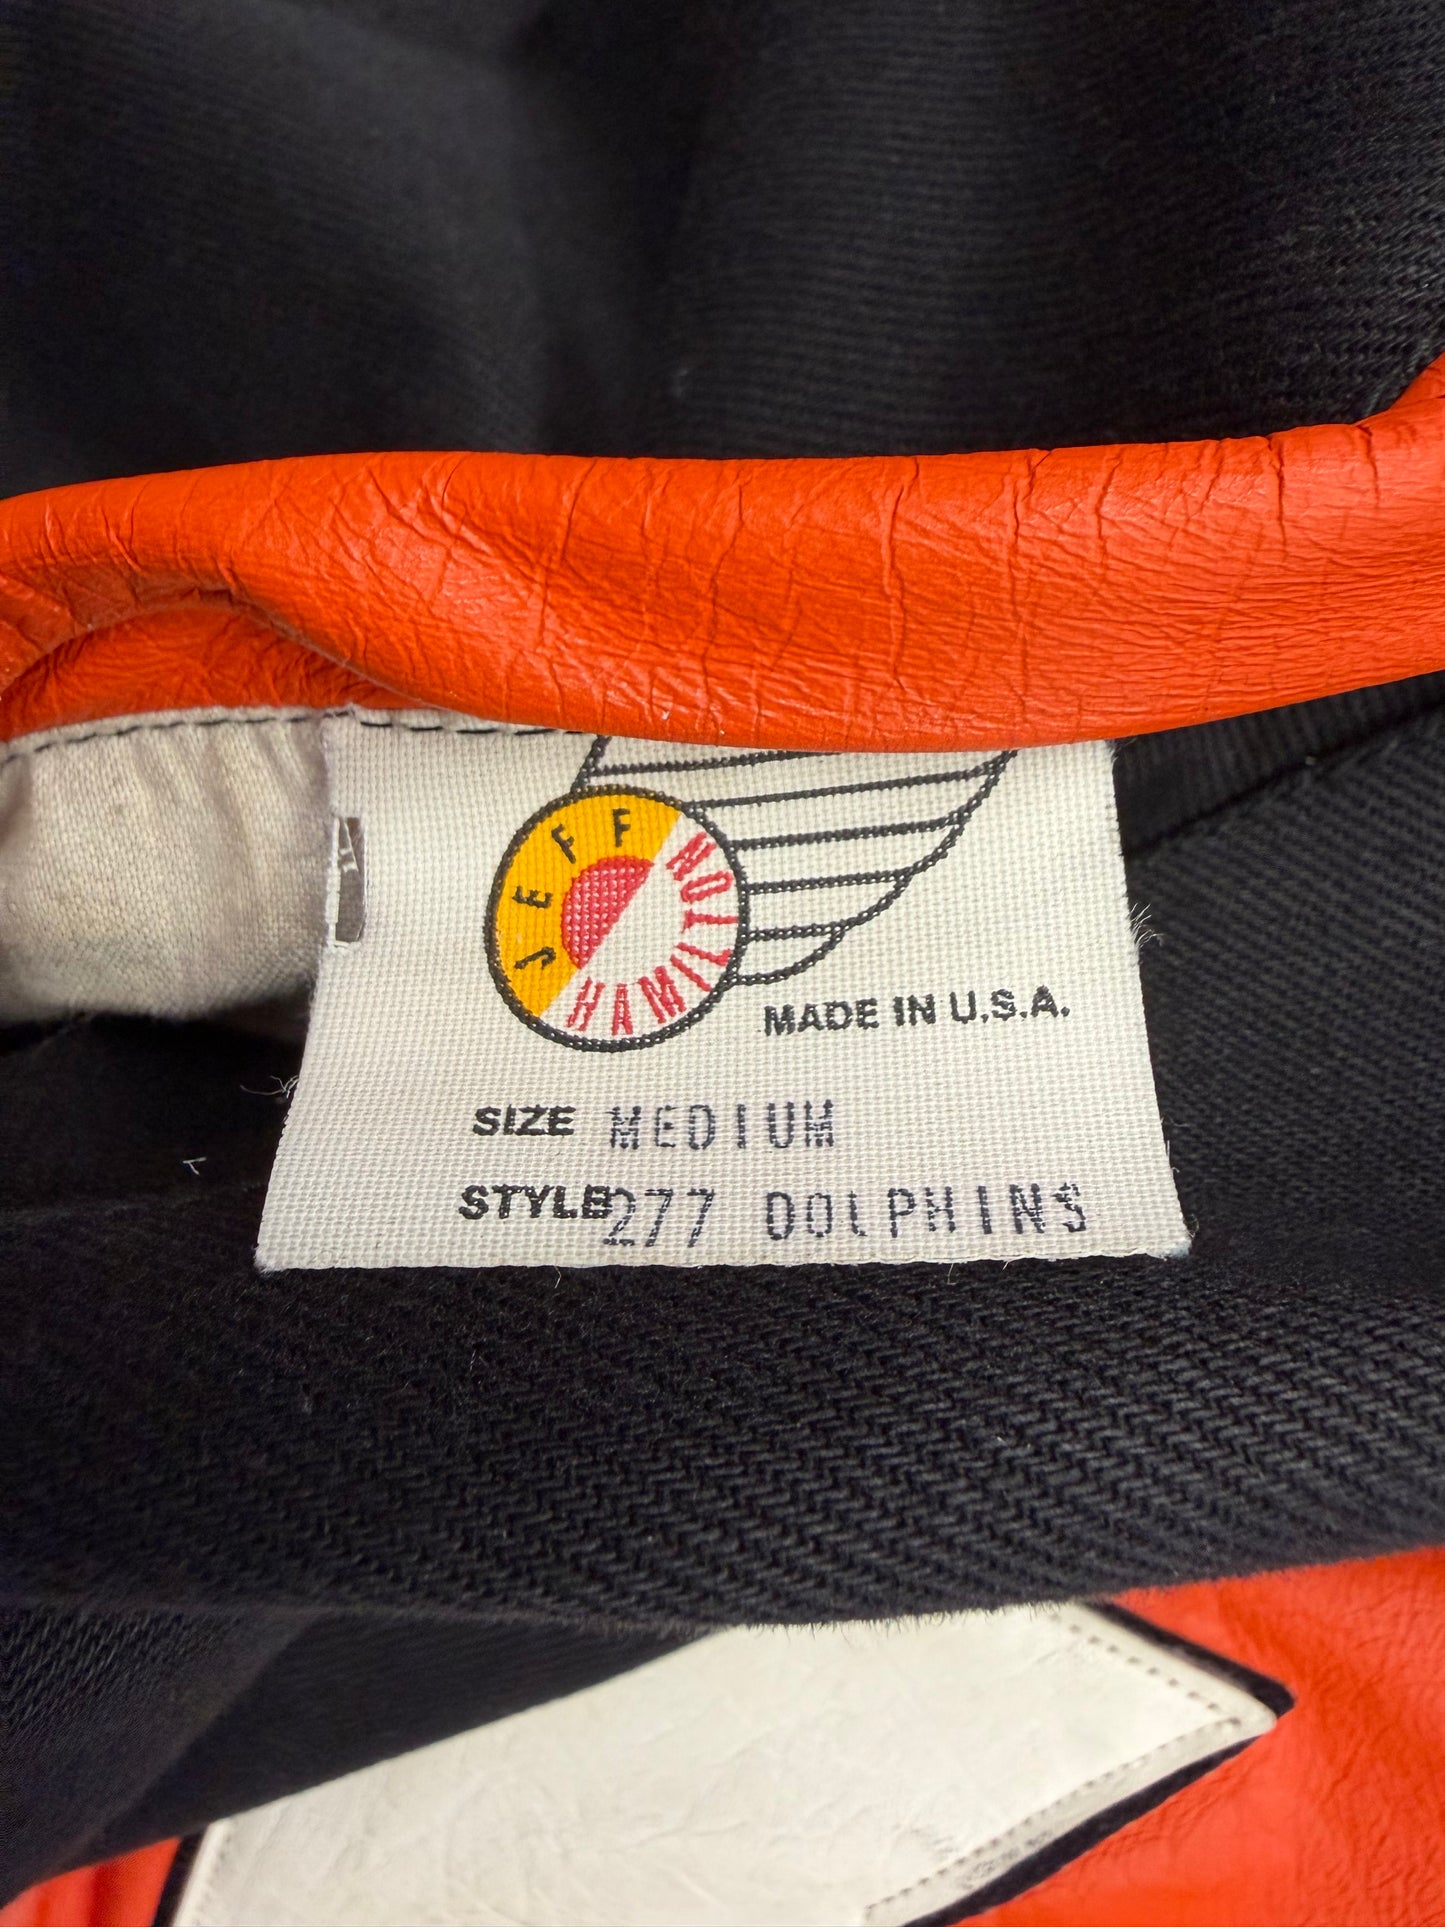 JEFF
HAMILTON
MADE IN U.S.A.
SIZE MEDIUM
STYLE 277 DOLPHINS